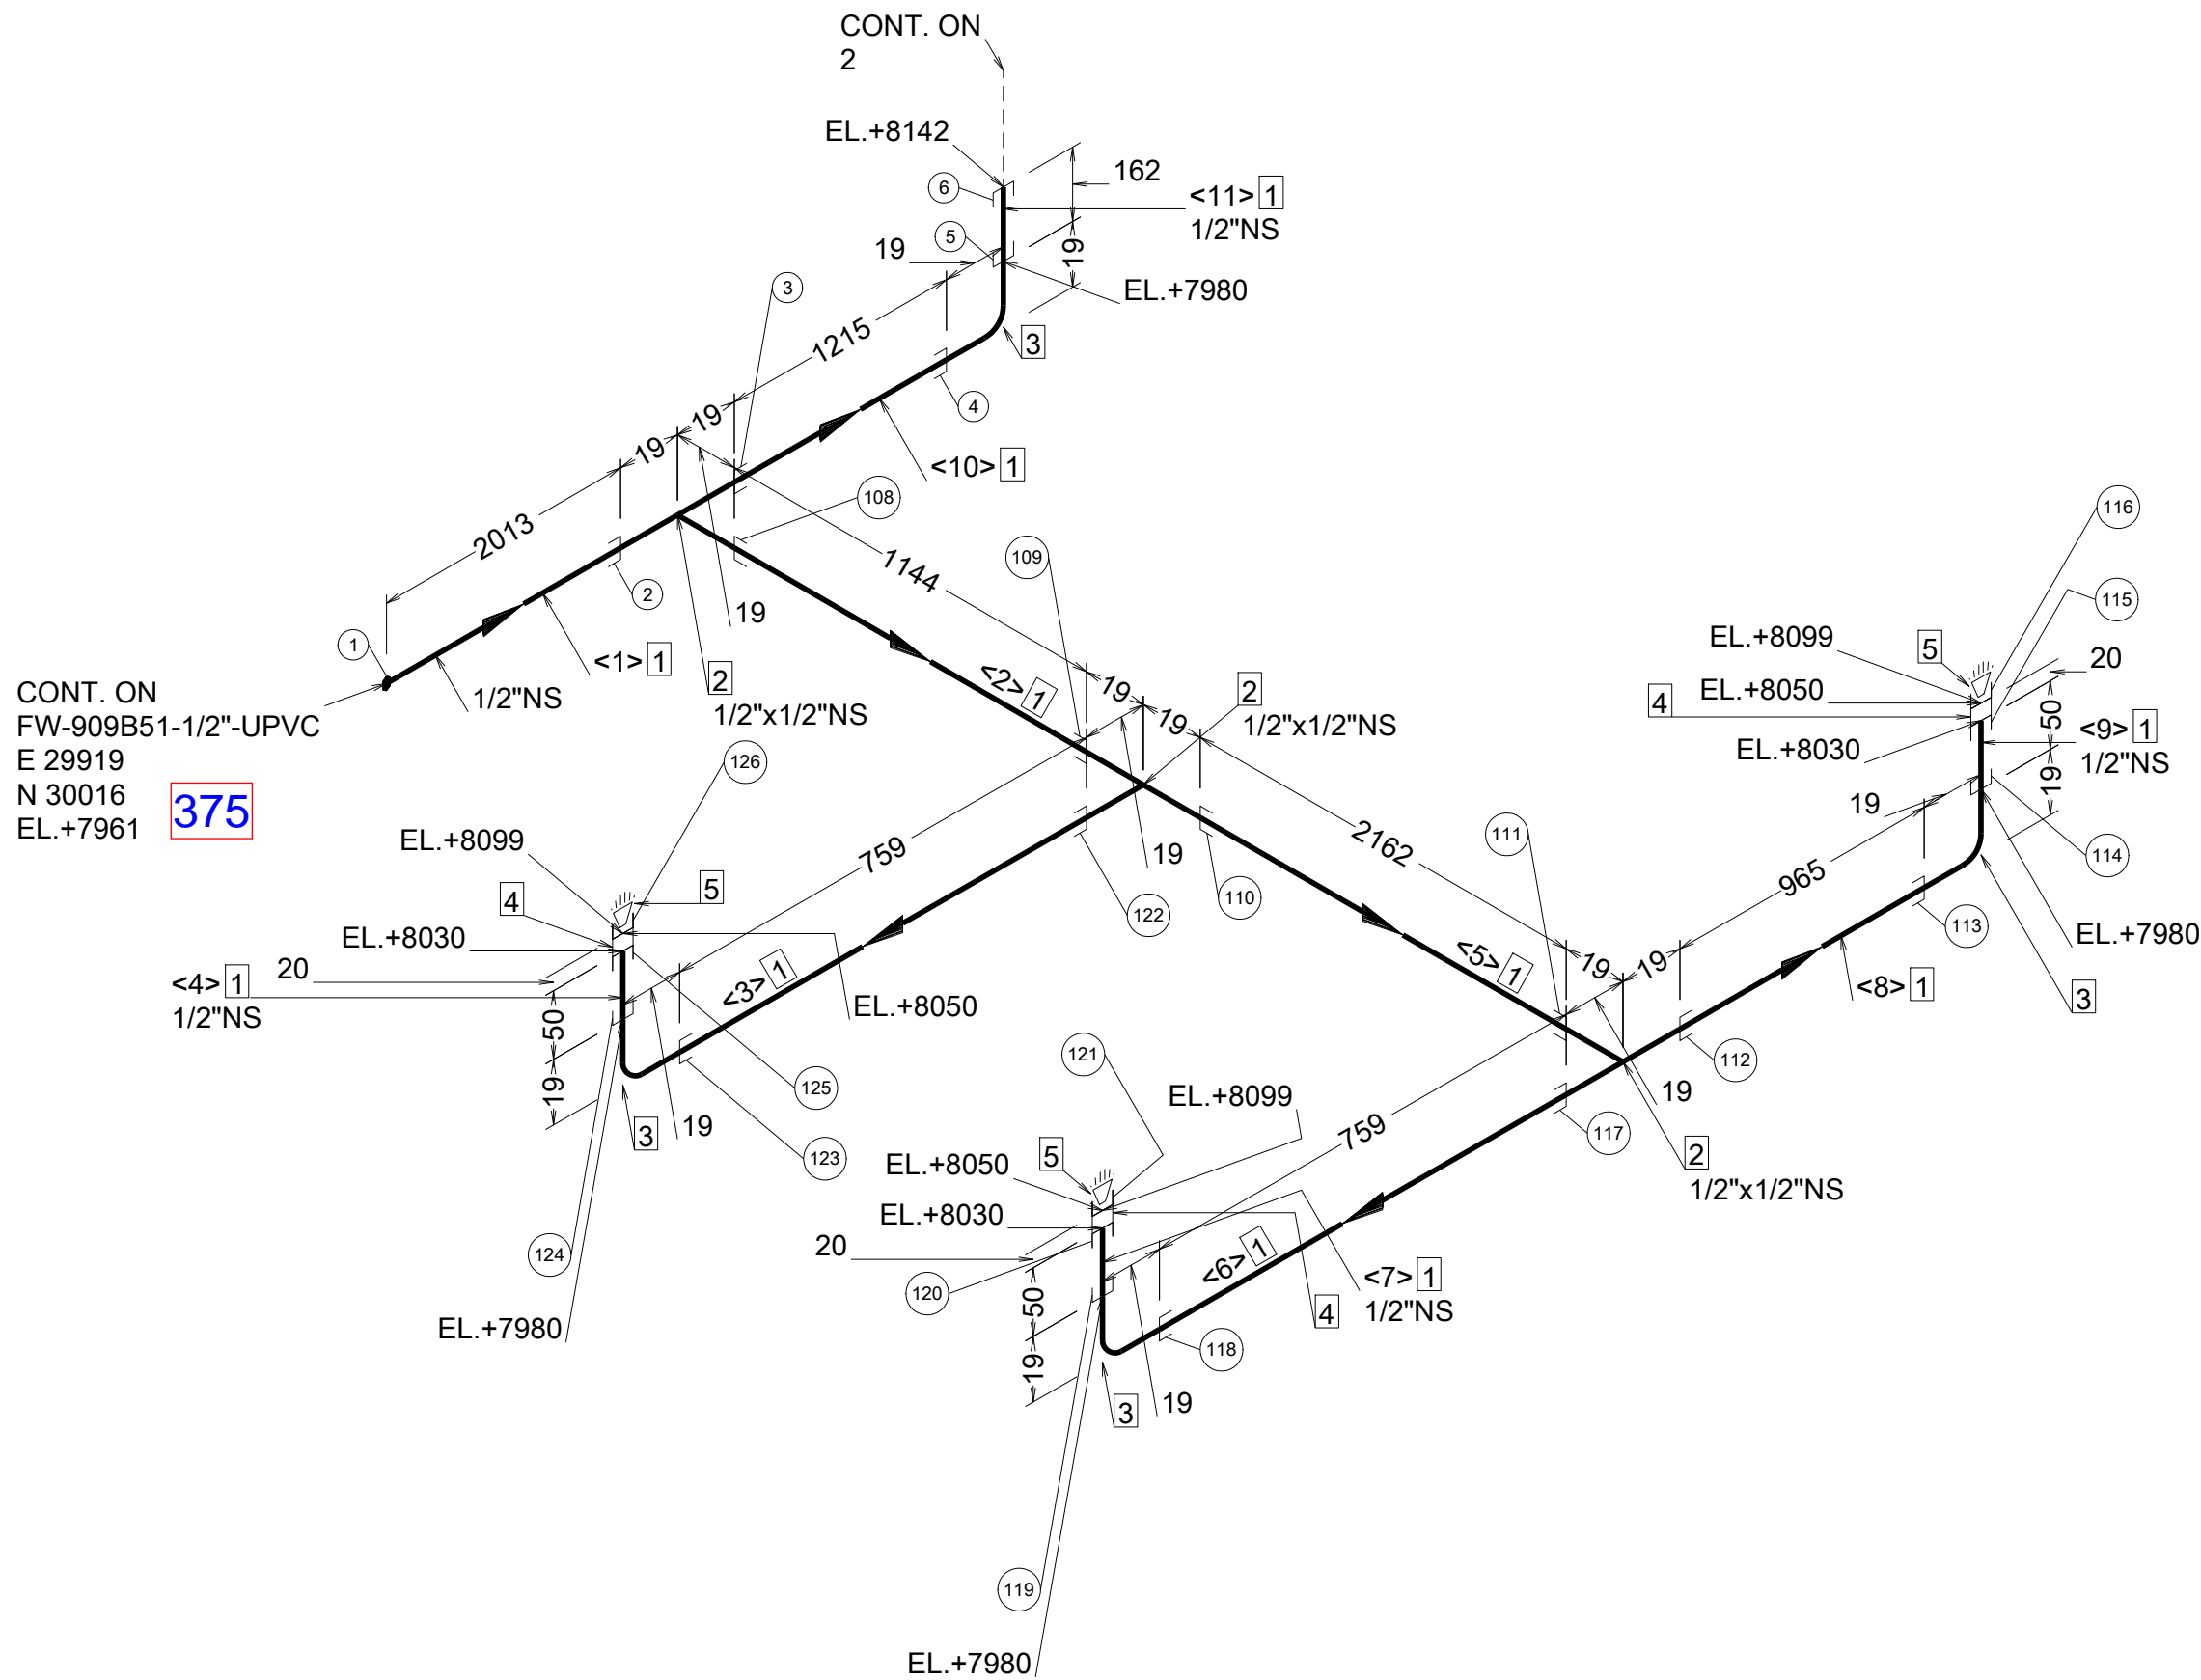 CONT. ON
2
EL.+8142
162
6
<11> 1
1/2"NS
5
19
19
EL.+7980
3
3
1215
4
19
19
<10> 1
108
2013
116
109
1144
2
19
115
1
<1> 1
EL.+8099
5
20
CONT. ON
FW-909B51-1/2"-UPVC
E 29919
N 30016
EL.+7961
375
1/2"NS
2
1/2"x1/2"NS
<2> 1
19
19
2
1/2"x1/2"NS
EL.+8050
4
50
<9> 1
1/2"NS
EL.+8030
19
19
126
EL.+8099
759
19
2162
111
965
114
4
5
122
110
113
EL.+8030
EL.+7980
<4> 1
1/2"NS
20
<3> 1
<5> 1
19
19
<8> 1
3
50
EL.+8050
19
121
112
125
EL.+8099
19
3
19
123
759
117
5
EL.+8050
2
1/2"x1/2"NS
EL.+8030
20
124
120
50
<6> 1
<7> 1
1/2"NS
4
EL.+7980
19
118
3
19
119
EL.+7980